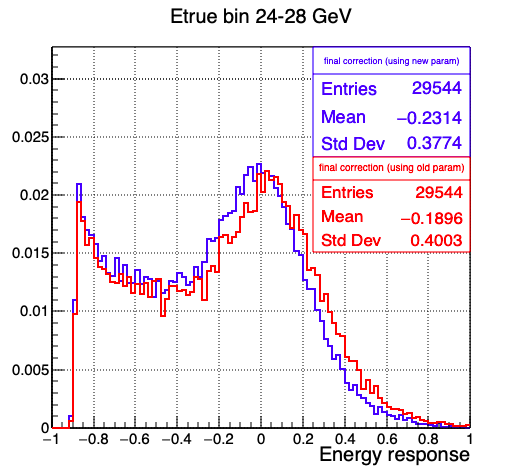 Etrue bin 24-28 GeV
final correction (using new param)
Entries 29544
Mean −0.2314
Std Dev 0.3774
final correction (using old param)
Entries 29544
Mean −0.1896
Std Dev 0.4003
0.03
0.025
0.02
0.015
0.01
0.005
0
−1 −0.8 −0.6 −0.4 −0.2 0 0.2 0.4 0.6 0.8 1
Energy response